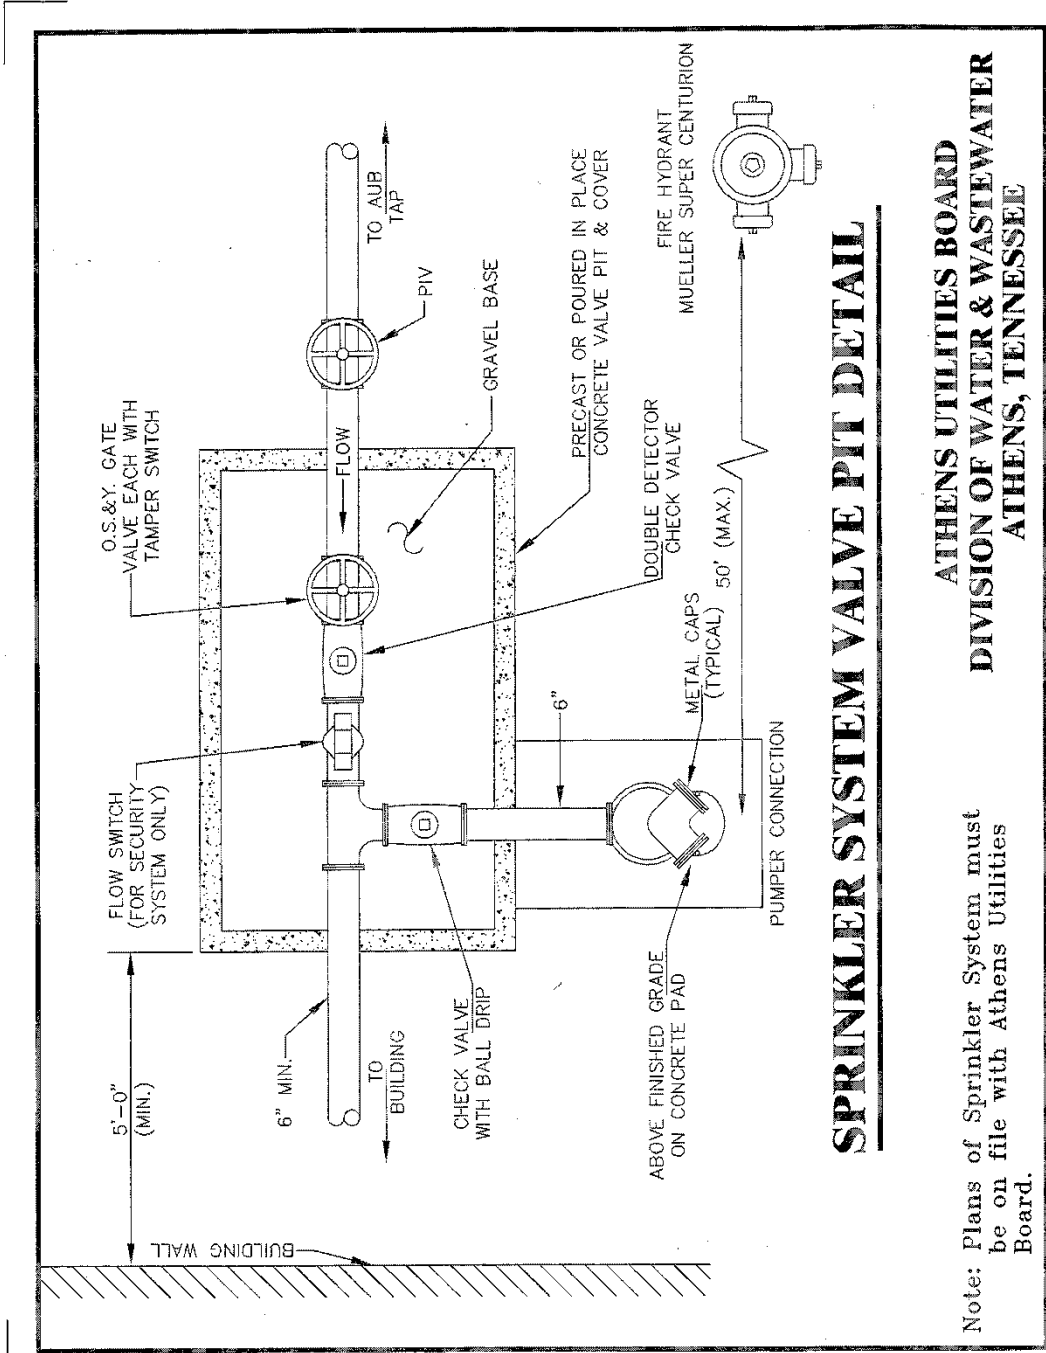 5'-0"
(MIN.)
BUILDING WALL
FLOW SWITCH
(FOR SECURITY
SYSTEM ONLY)
O.S.&Y. GATE
VALVE EACH WITH
TAMPER SWITCH
6" MIN.
TO
BUILDING
FLOW
TO AUB
TAP
PIV
GRAVEL BASE
CHECK VALVE
WITH BALL DRIP
6"
DOUBLE DETECTOR
CHECK VALVE
PRECAST OR POURED IN PLACE
CONCRETE VALVE PIT & COVER
ABOVE FINISHED GRADE
ON CONCRETE PAD
METAL CAPS
(TYPICAL)
50' (MAX.)
FIRE HYDRANT
MUELLER SUPER CENTURION
PUMPER CONNECTION
SPRINKLER SYSTEM VALVE PIT DETAIL
Note: Plans of Sprinkler System must
be on file with Athens Utilities
Board.
ATHENS UTILITIES BOARD
DIVISION OF WATER & WASTEWATER
ATHENS, TENNESSEE